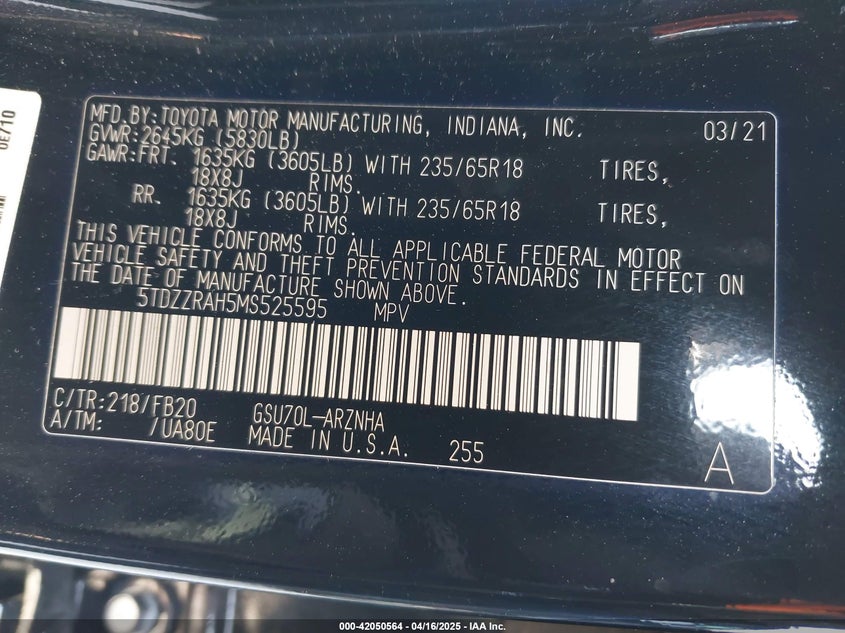 MFD.BY:TOYOTA MOTOR MANUFACTURING, INDIANA, INC. 03/21
GVWR:2645KG (5830LB)
GAWR:FRT. 1635KG (3605LB) WITH 235/65R18 TIRES,
18X8J RIMS.
RR. 1635KG (3605LB) WITH 235/65R18 TIRES,
18X8J RIMS.
THIS VEHICLE CONFORMS TO ALL APPLICABLE FEDERAL MOTOR
VEHICLE SAFETY AND THEFT PREVENTION STANDARDS IN EFFECT ON
THE DATE OF MANUFACTURE SHOWN ABOVE.
5TDZZRAH5MS525595 MPV
C/TR:218/FB20 GSU70L-ARZNHA
A/TM: /UA80E MADE IN U.S.A. 255 A
0E710
000-42050564 - 04/16/2025 - IAA Inc.